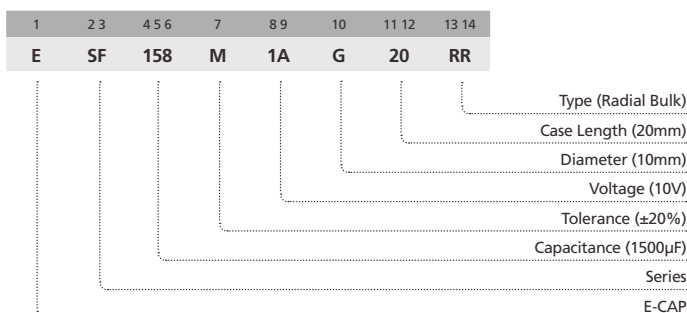 1 2 3 4 5 6 7 8 9 10 11 12 13 14
E SF 158 M 1A G 20 RR
Type (Radial Bulk)
Case Length (20mm)
Diameter (10mm)
Voltage (10V)
Tolerance (±20%)
Capacitance (1500µF)
Series
E-CAP